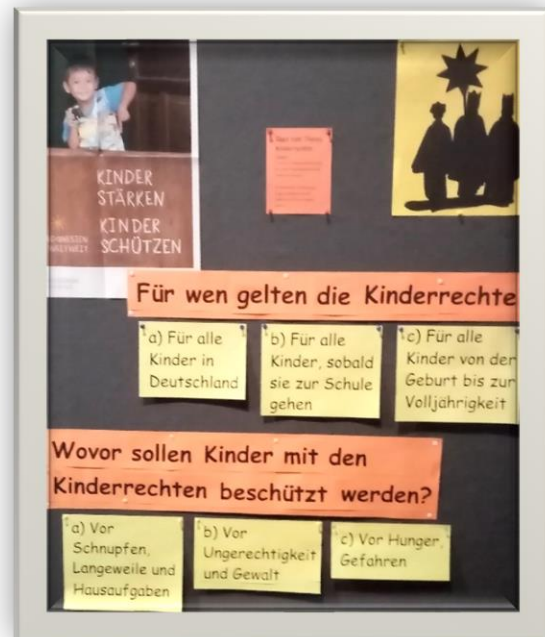 KINDER
STÄRKEN
KINDER
SCHÜTZEN
Für wen gelten die Kinderrechte
a) Für alle
Kinder in
Deutschland
b) Für alle
Kinder, sobald
sie zur Schule
gehen
c) Für alle
Kinder von der
Geburt bis zur
Volljährigkeit
Wovor sollen Kinder mit den
Kinderrechten beschützt werden?
a) Vor
Schnupfen,
Langeweile und
Hausaufgaben
b) Vor
Ungerechtigkeit
und Gewalt
c) Vor Hunger,
Gefahren